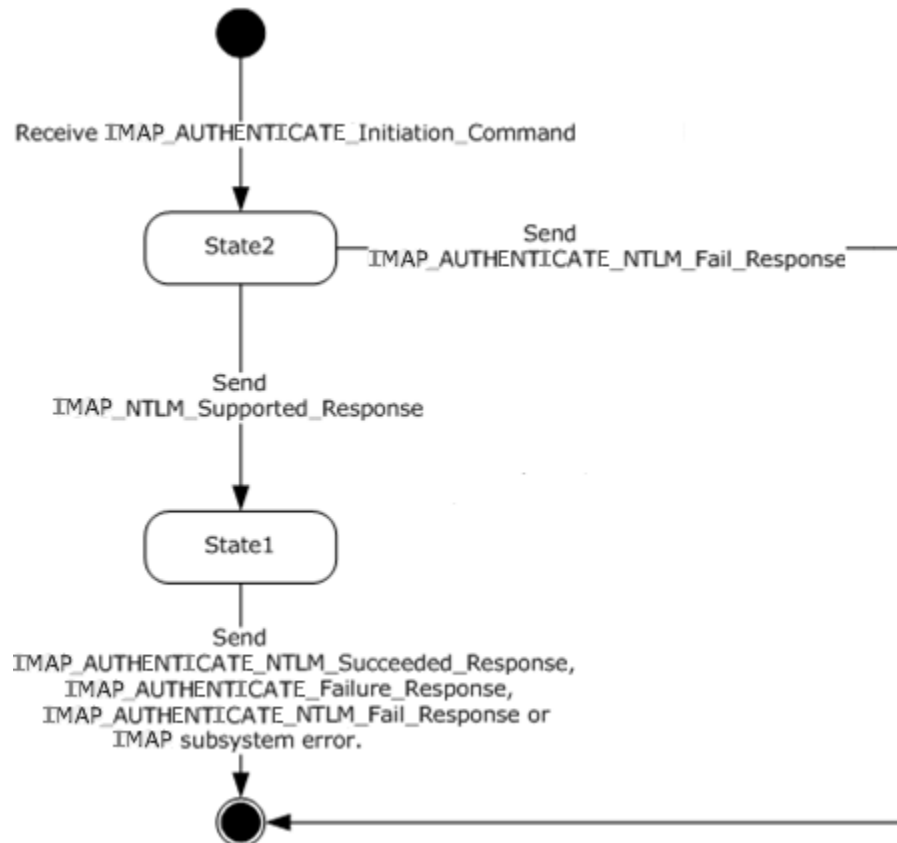 Receive IMAP_AUTHENTICATE_Initiation_Command
State2
Send
IMAP_AUTHENTICATE_NTLM_Fail_Response
Send
IMAP_NTLM_Supported_Response
State1
Send
IMAP_AUTHENTICATE_NTLM_Succeeded_Response,
IMAP_AUTHENTICATE_Failure_Response,
IMAP_AUTHENTICATE_NTLM_Fail_Response or
IMAP subsystem error.